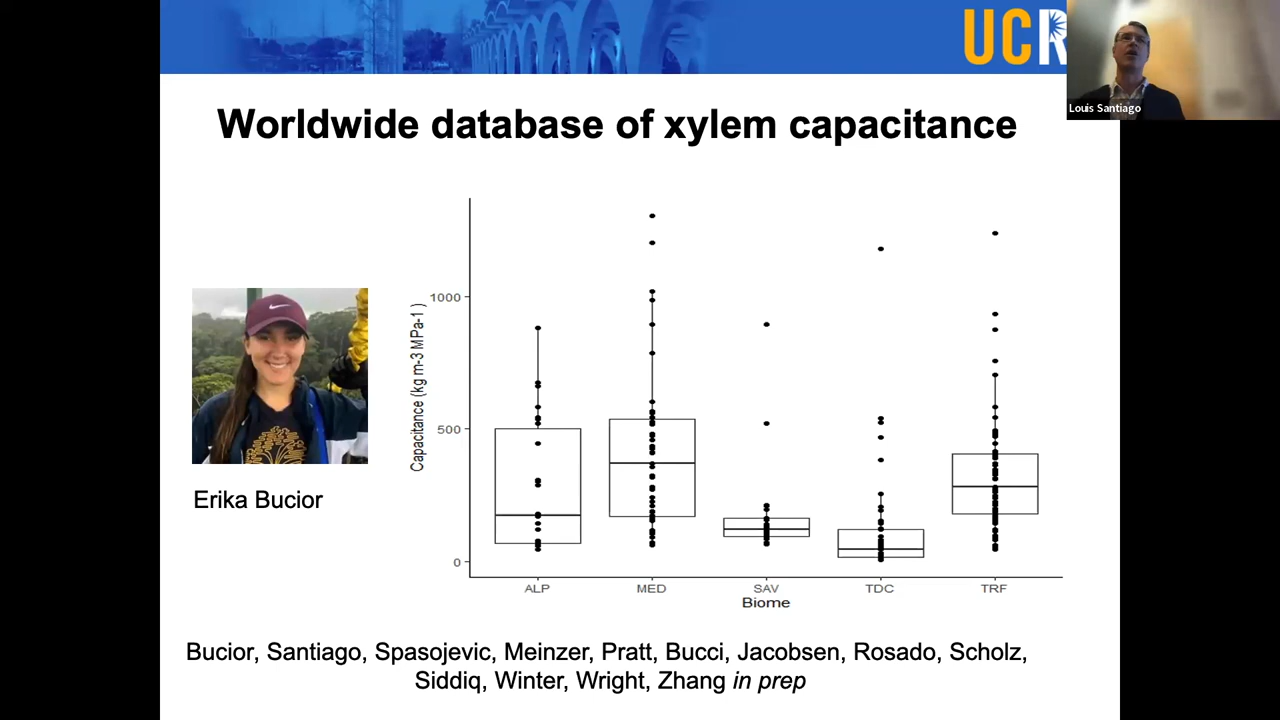 UCR
Louis Santiago
Worldwide database of xylem capacitance
1000
500
0
Capacitance (kg m-3 MPa-1 )
ALP MED SAV TDC TRF
Biome
Erika Bucior
Bucior, Santiago, Spasojevic, Meinzer, Pratt, Bucci, Jacobsen, Rosado, Scholz,
Siddiq, Winter, Wright, Zhang in prep